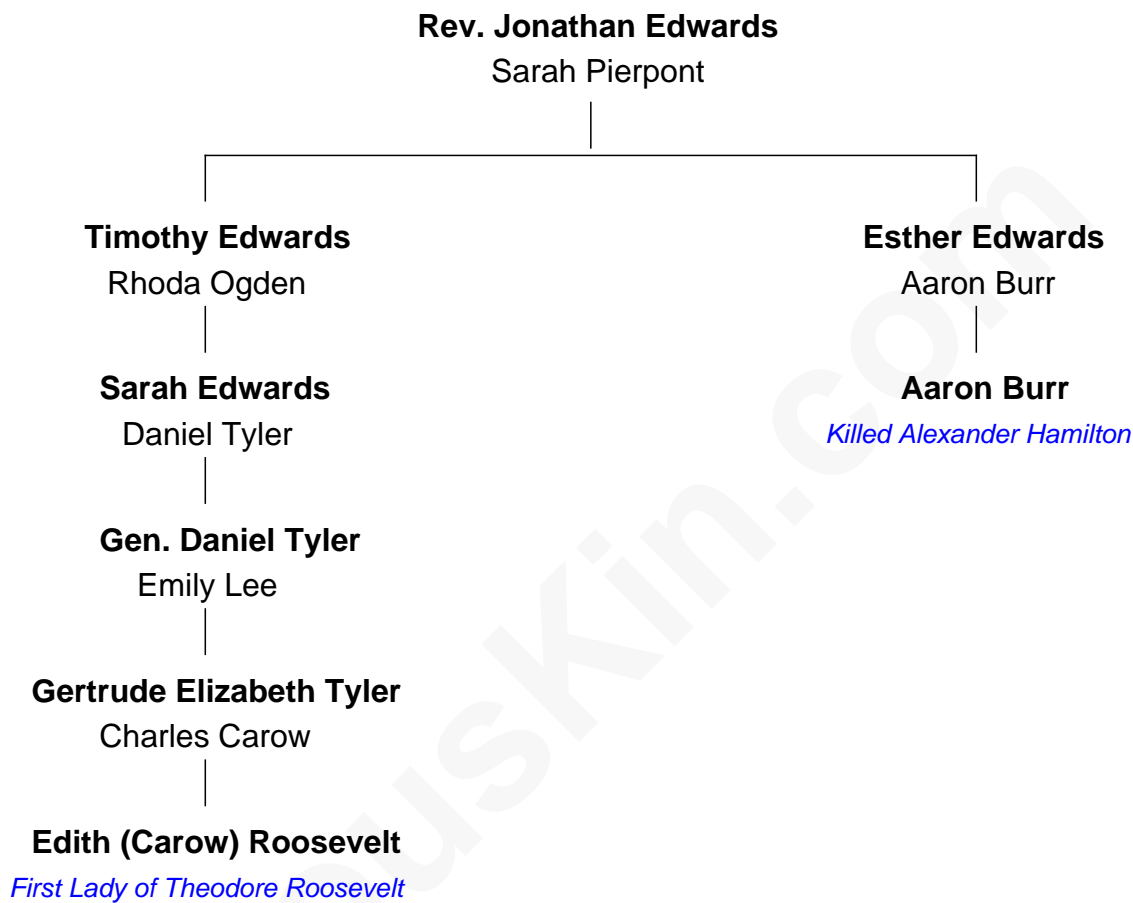 Rev. Jonathan Edwards
Sarah Pierpont
Timothy Edwards
Rhoda Ogden
Sarah Edwards
Daniel Tyler
Gen. Daniel Tyler
Emily Lee
Gertrude Elizabeth Tyler
Charles Carow
Edith (Carow) Roosevelt
First Lady of Theodore Roosevelt
Esther Edwards
Aaron Burr
Aaron Burr
Killed Alexander Hamilton
ousKin.com